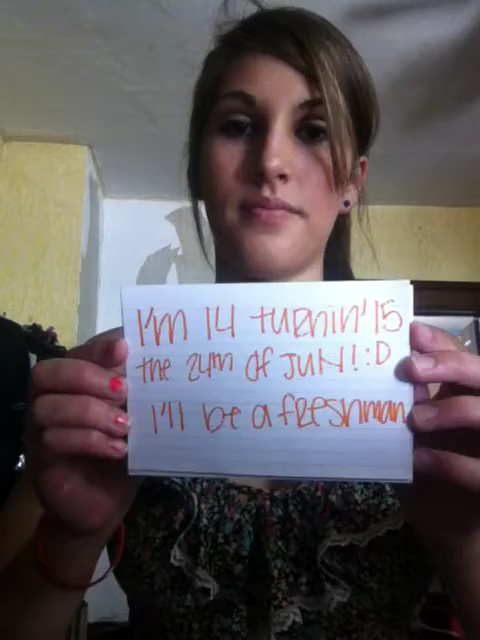 I'm 14 turnin' 15
the 24th of JUN! :D
I'll be a freshman